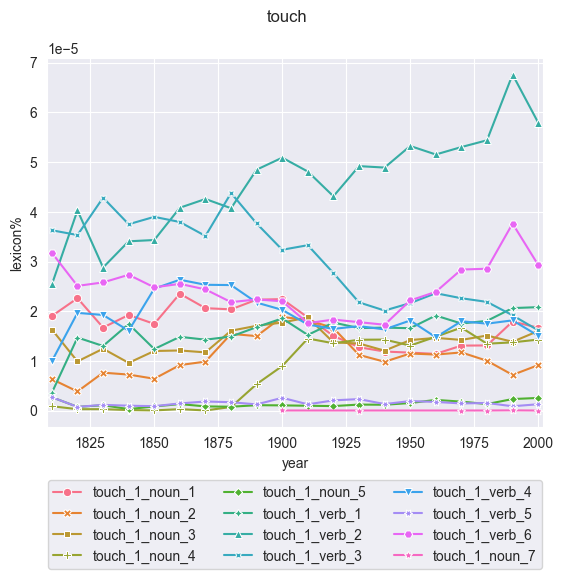 touch
1e−5
7
6
5
4
3
2
1
0
lexicon%
1825 1850 1875 1900 1925 1950 1975 2000
year
touch_1_noun_1 touch_1_noun_5 touch_1_verb_4
touch_1_noun_2 touch_1_verb_1 touch_1_verb_5
touch_1_noun_3 touch_1_verb_2 touch_1_verb_6
touch_1_noun_4 touch_1_verb_3 touch_1_noun_7